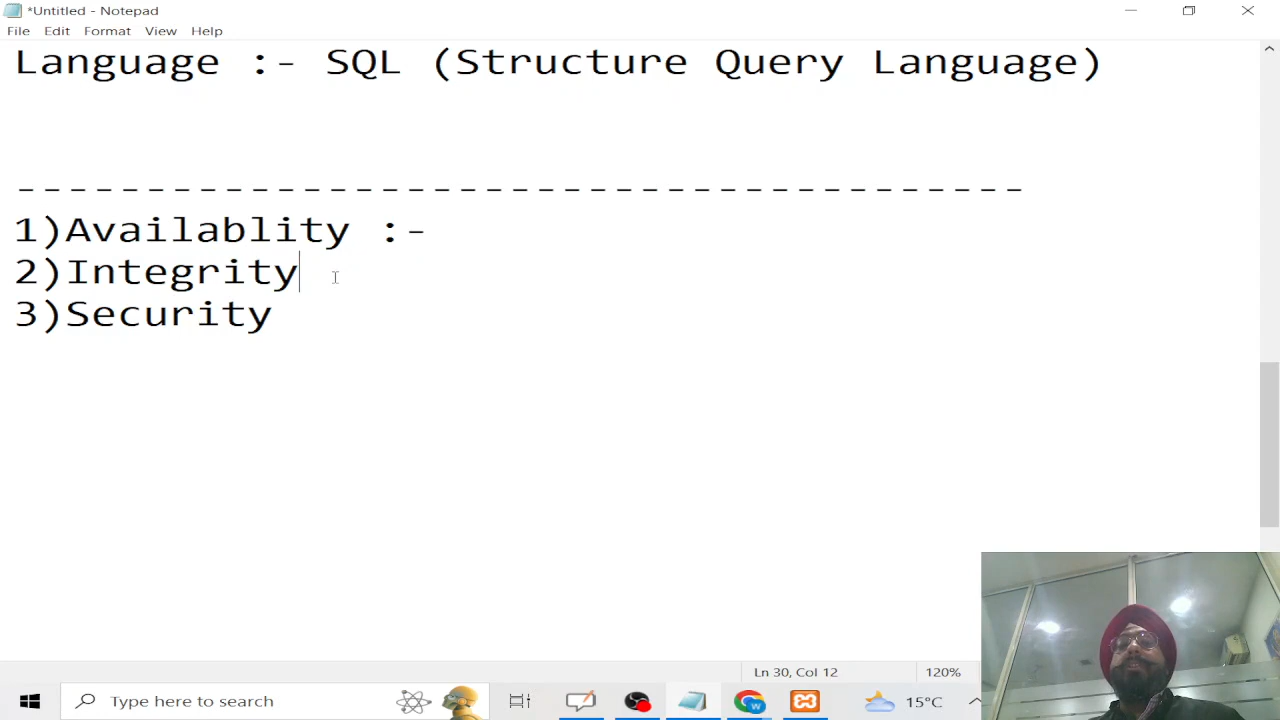 *Untitled - Notepad
File Edit Format View Help
Language :- SQL (Structure Query Language)
---------------------------------------
1)Availablity :-
2)Integrity
3)Security
Ln 30, Col 12 120%
Type here to search 15°C